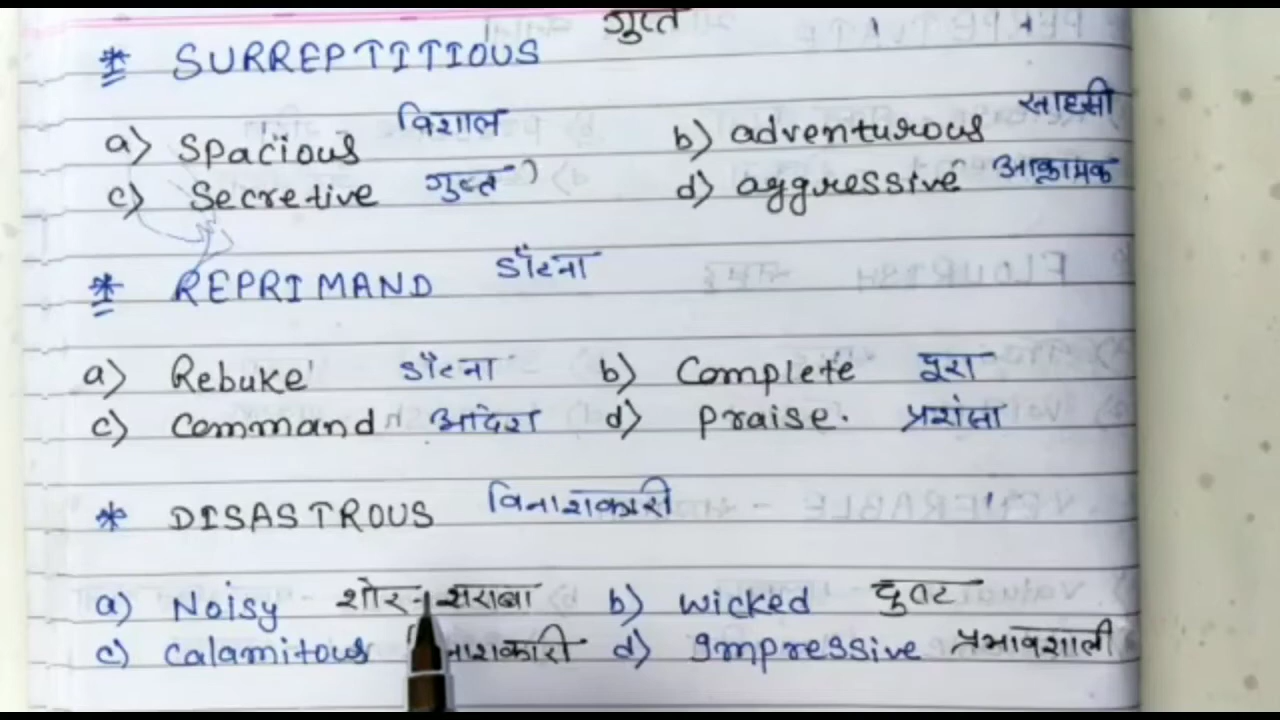 गुप्त
* SURREPTITIOUS
a) Spacious विशाल b) adventurous साहसी
c) Secretive गुप्त d) aggressive आक्रामक
* REPRIMAND डाँटना
a) Rebuke डाँटना b) Complete पूरा
c) Command आदेश d) Praise. प्रशंसा
* DISASTROUS विनाशकारी
a) Noisy शोर-शराबा b) wicked दुष्ट
c) Calamitous नाशकारी d) Impressive प्रभावशाली